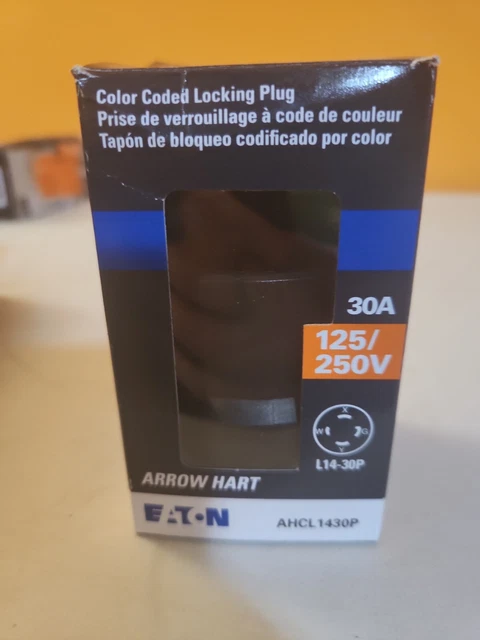 Color Coded Locking Plug
Prise de verrouillage à code de couleur
Tapón de bloqueo codificado por color
30A
125/
250V
X
W G
Y
L14-30P
ARROW HART
EATON
AHCL1430P